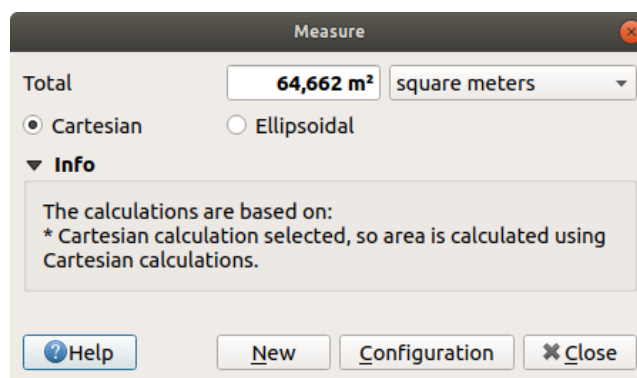 Measure
Total 64,662 m² square meters
Cartesian Ellipsoidal
Info
The calculations are based on:
* Cartesian calculation selected, so area is calculated using
Cartesian calculations.
Help New Configuration Close